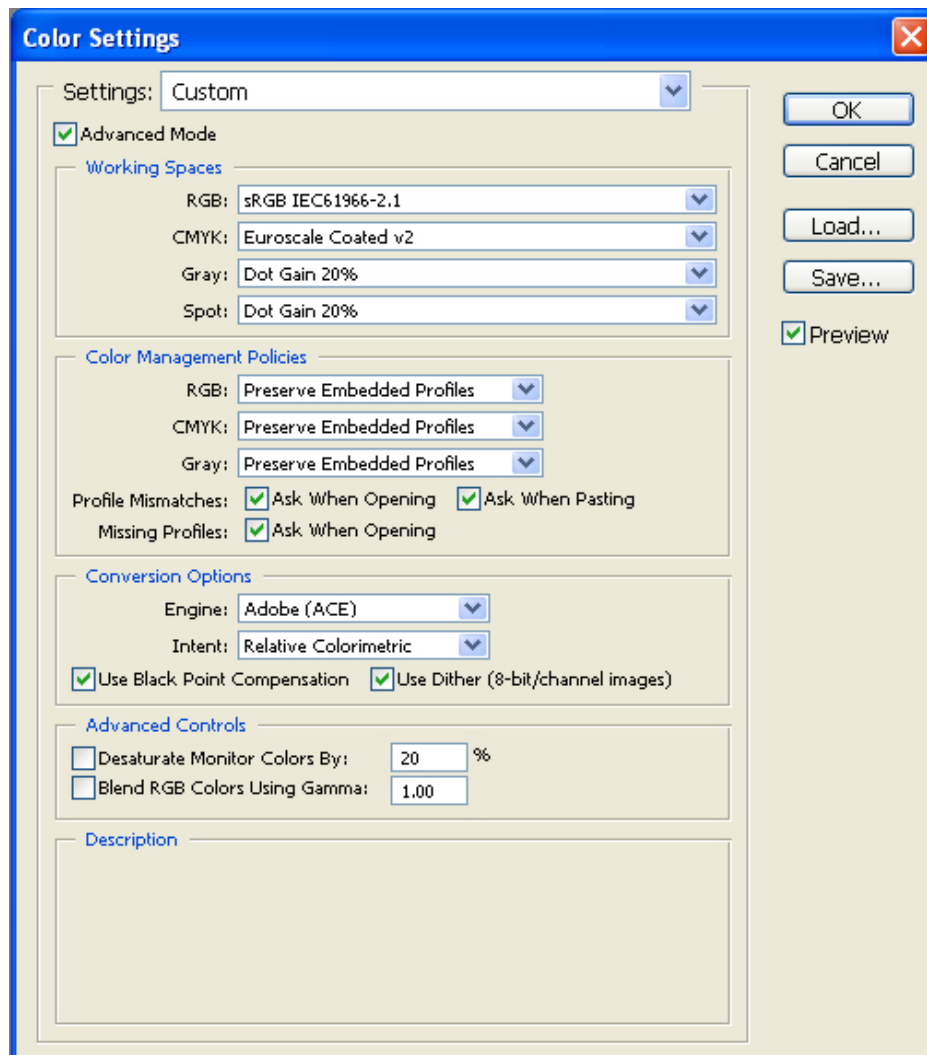 Color Settings
Settings: Custom
OK
Advanced Mode
Cancel
Working Spaces
RGB: sRGB IEC61966-2.1
Load...
CMYK: Euroscale Coated v2
Gray: Dot Gain 20%
Save...
Spot: Dot Gain 20%
Preview
Color Management Policies
RGB: Preserve Embedded Profiles
CMYK: Preserve Embedded Profiles
Gray: Preserve Embedded Profiles
Profile Mismatches: Ask When Opening Ask When Pasting
Missing Profiles: Ask When Opening
Conversion Options
Engine: Adobe (ACE)
Intent: Relative Colorimetric
Use Black Point Compensation Use Dither (8-bit/channel images)
Advanced Controls
Desaturate Monitor Colors By: 20 %
Blend RGB Colors Using Gamma: 1.00
Description